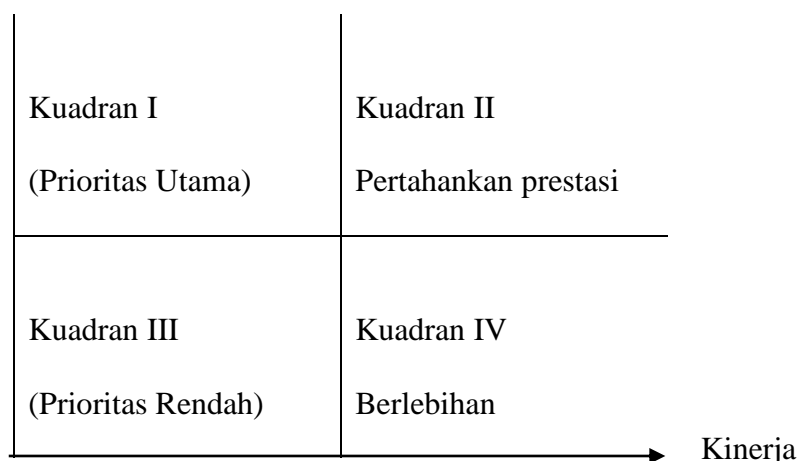 Kuadran I
(Prioritas Utama)
Kuadran II
Pertahankan prestasi
Kuadran III
(Prioritas Rendah)
Kuadran IV
Berlebihan
Kinerja